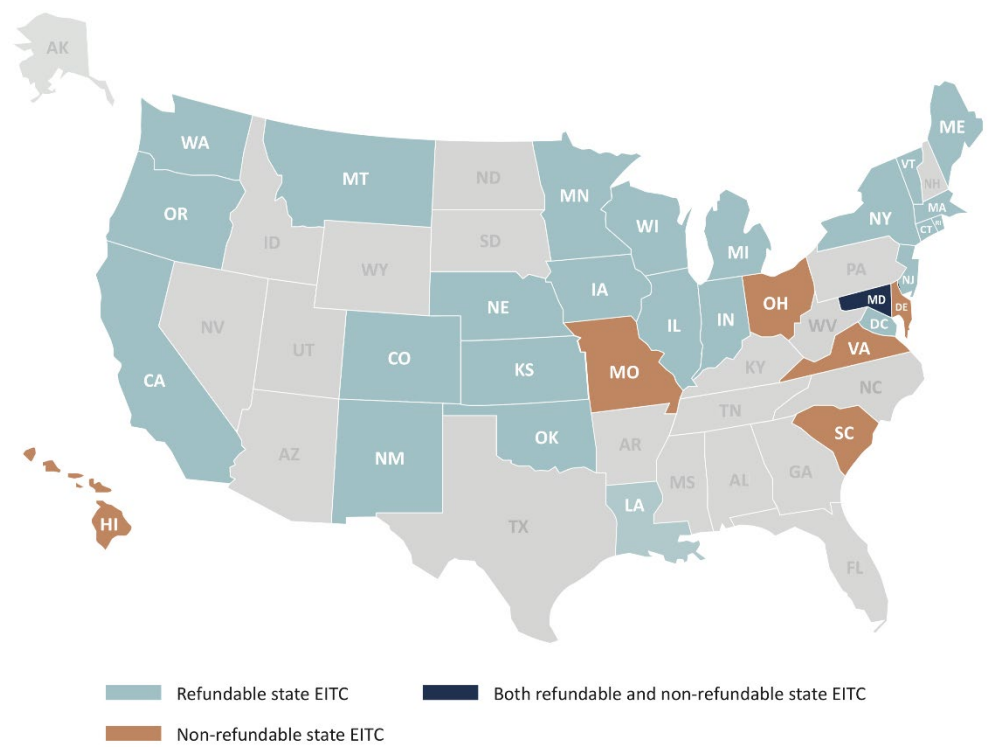 AK
WA
ME
MT
VT
ND
NH
OR
MN
MA
NY
WI
CT
RI
ID
SD
MI
WY
PA
NJ
IA
NE
OH
MD
DE
NV
IL
IN
UT
CO
WV
DC
VA
KS
MO
KY
CA
NC
TN
OK
SC
AR
NM
AZ
GA
MS
AL
LA
HI
TX
FL
Refundable state EITC
Both refundable and non-refundable state EITC
Non-refundable state EITC